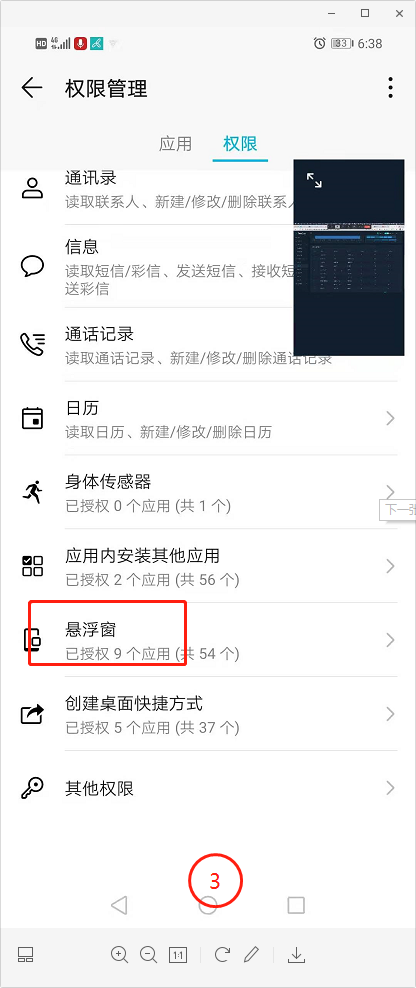 HD 4G 33 6:38
权限管理
应用 权限
通讯录
读取联系人、新建/修改/删除联系人
信息
读取短信/彩信、发送短信、接收短
送彩信
通话记录
读取通话记录、新建/修改/删除通话记录
日历
读取日历、新建/修改/删除日历
身体传感器
已授权 0 个应用 (共 1 个)
下一张
应用内安装其他应用
已授权 2 个应用 (共 56 个)
悬浮窗
已授权 9 个应用 (共 54 个)
创建桌面快捷方式
已授权 5 个应用 (共 37 个)
其他权限
3
1:1